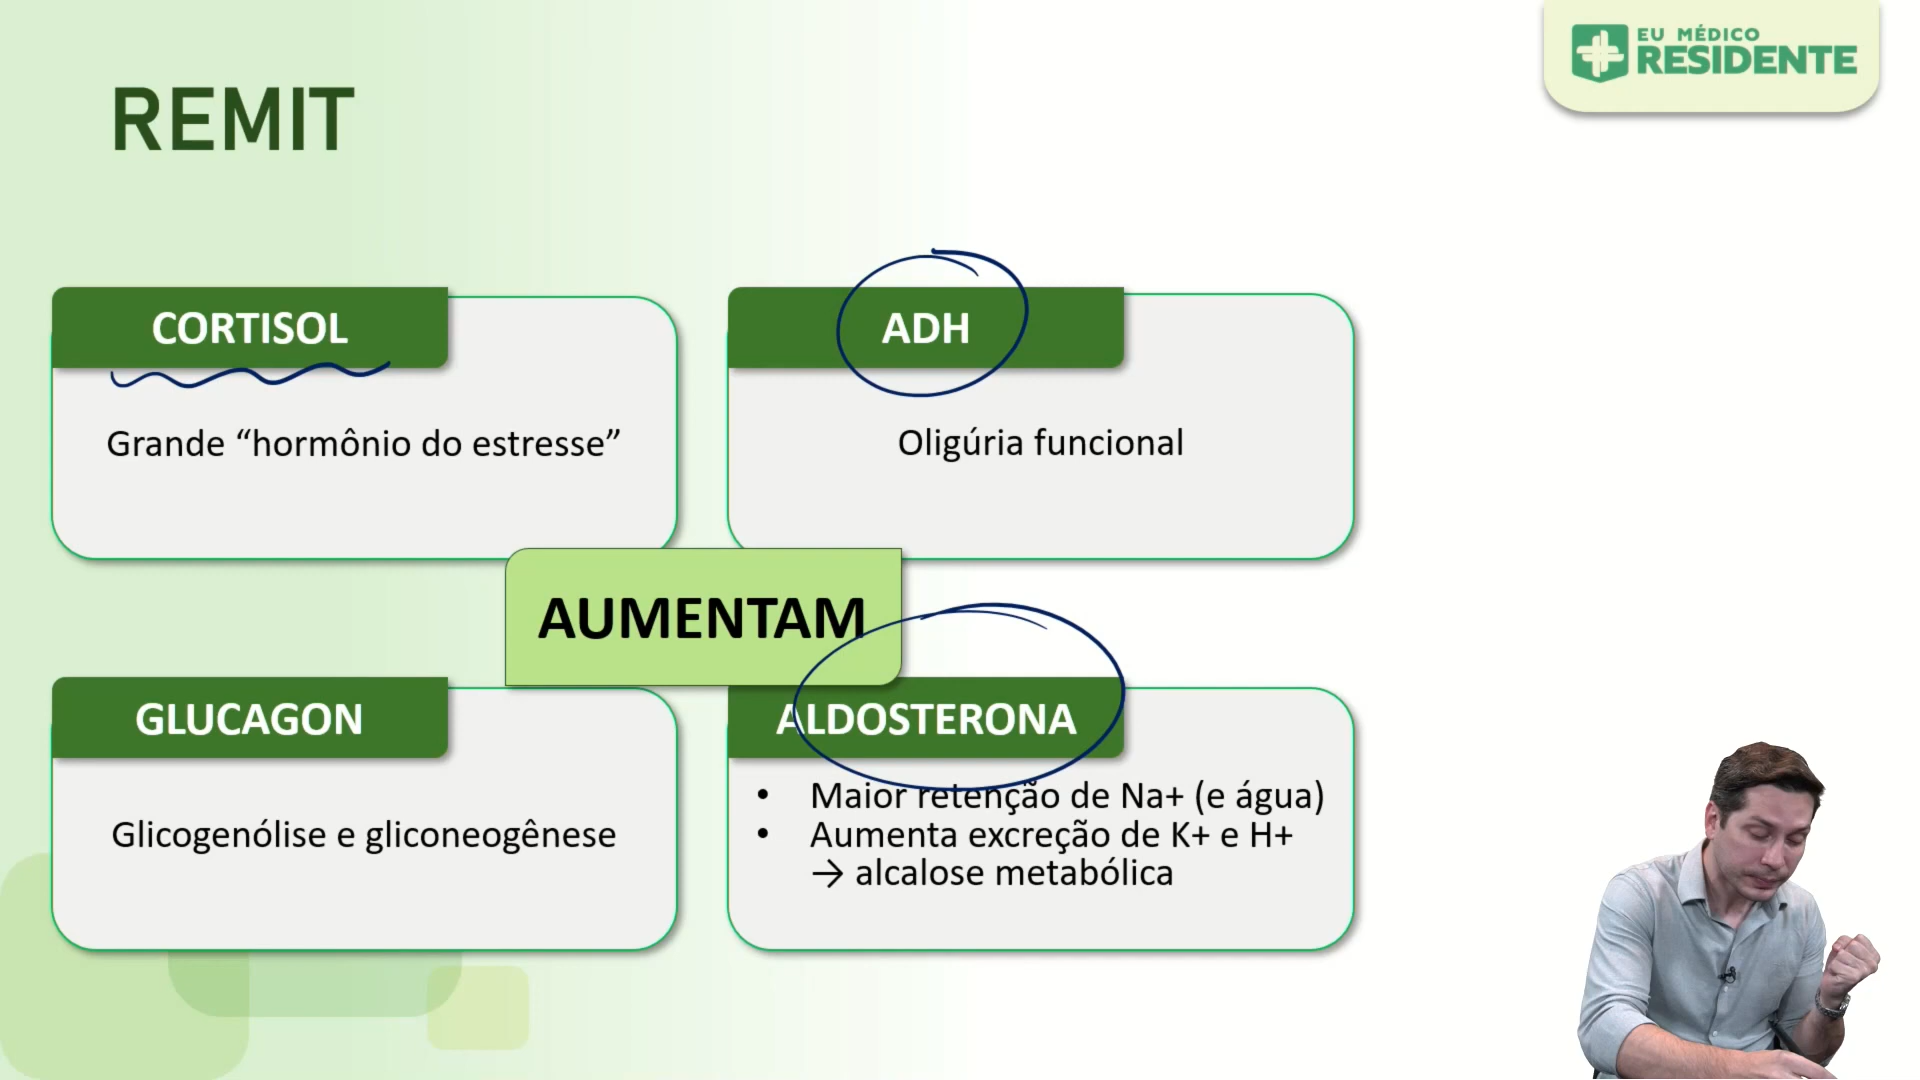 EU MÉDICO
RESIDENTE
REMIT
CORTISOL
Grande “hormônio do estresse”
ADH
Oligúria funcional
AUMENTAM
GLUCAGON
Glicogenólise e gliconeogênese
ALDOSTERONA
• Maior retenção de Na+ (e água)
• Aumenta excreção de K+ e H+
→ alcalose metabólica